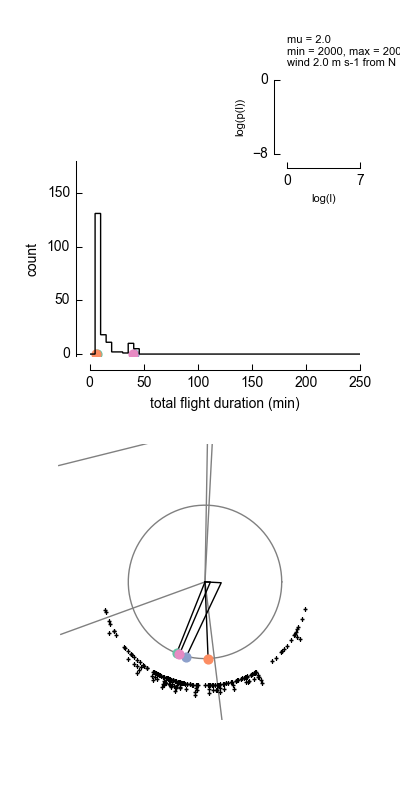 mu = 2.0
min = 2000, max = 200
wind 2.0 m s-1 from N
0
log(p(l))
−8
0 7
log(l)
150
100
50
0
count
0 50 100 150 200 250
total flight duration (min)